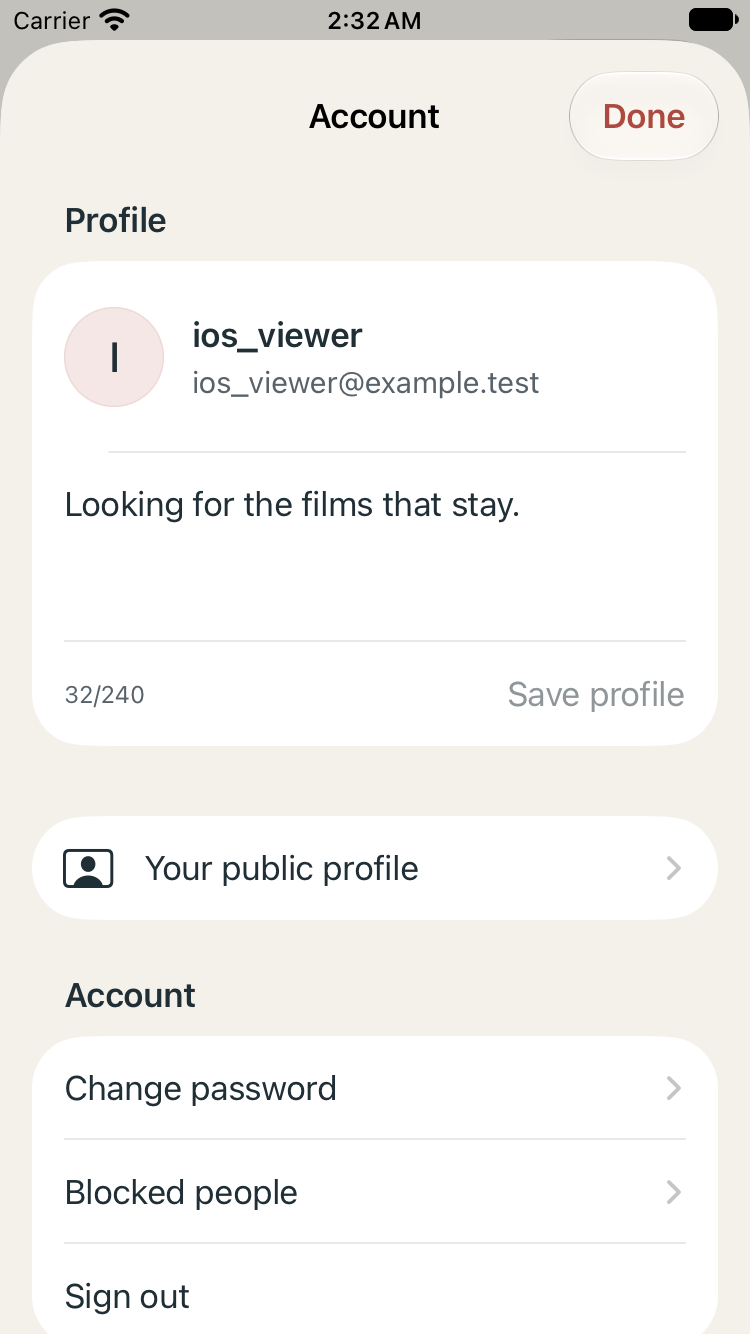 Carrier 2:32 AM
Account Done
Profile
I
ios_viewer
ios_viewer@example.test
Looking for the films that stay.
32/240 Save profile
Your public profile
Account
Change password
Blocked people
Sign out